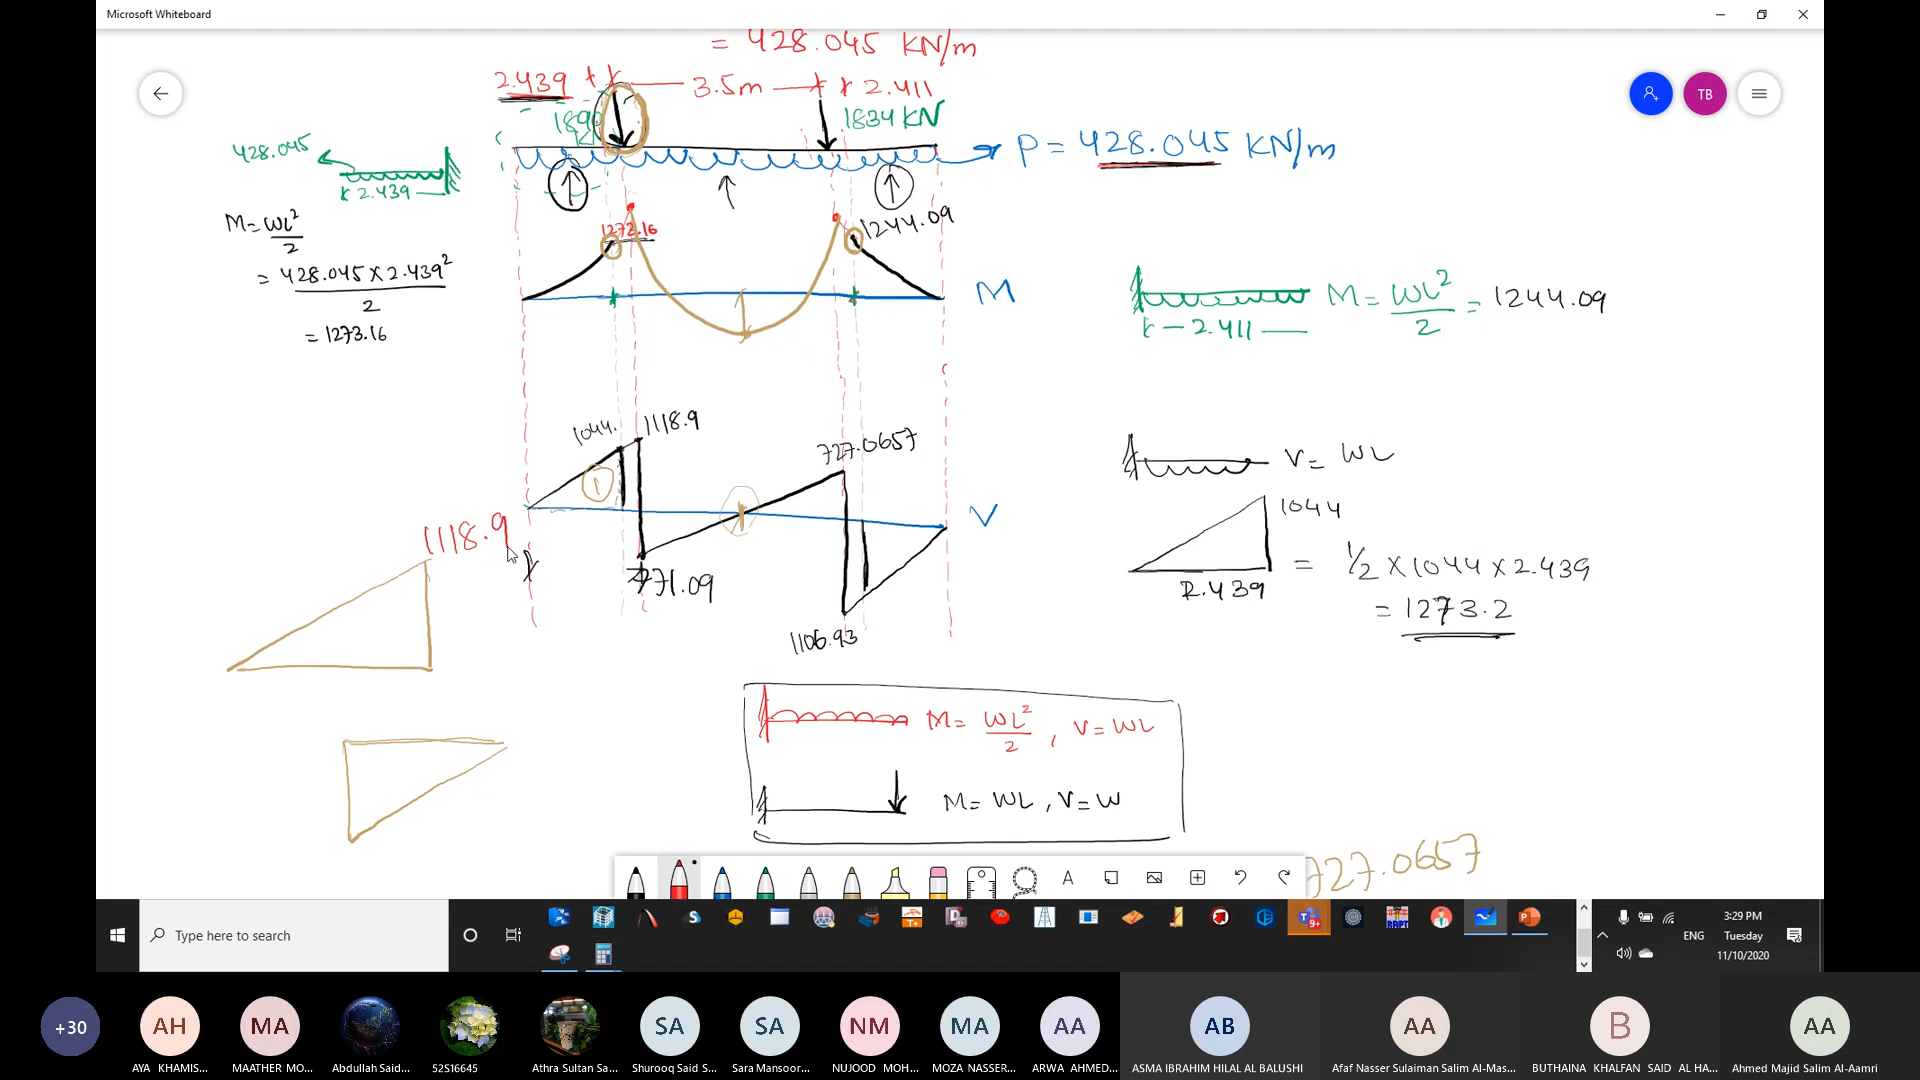 Microsoft Whiteboard
= 428.045 KN/m
2.439
3.5m
2.411
1834 KN
P = 428.045 KN/m
428.045
2.439
M = WL²/2
= 428.045 x 2.439²
2
= 1273.16
1273.16
1244.09
M
2.411
M = WL²/2 = 1244.09
1044.
1118.9
727.0657
V
771.09
1106.93
V = WL
1044
2.439
= 1/2 x 1044 x 2.439
= 1273.2
1118.9
M = WL²/2 , V = WL
M = WL , V = W
727.0657
TB
A
Type here to search
ENG
3:29 PM
Tuesday
11/10/2020
+30
AH
MA
SA
SA
NM
MA
AA
AB
AA
B
AA
AYA KHAMIS...
MAATHER MO...
Abdullah Said...
52S16645
Athra Sultan Sa...
Shurooq Said S...
Sara Mansoor...
NUJOOD MOH...
MOZA NASSER...
ARWA AHMED...
ASMA IBRAHIM HILAL AL BALUSHI
Afaf Nasser Sulaiman Salim Al-Mas...
BUTHAINA KHALFAN SAID AL HA...
Ahmed Majid Salim Al-Aamri